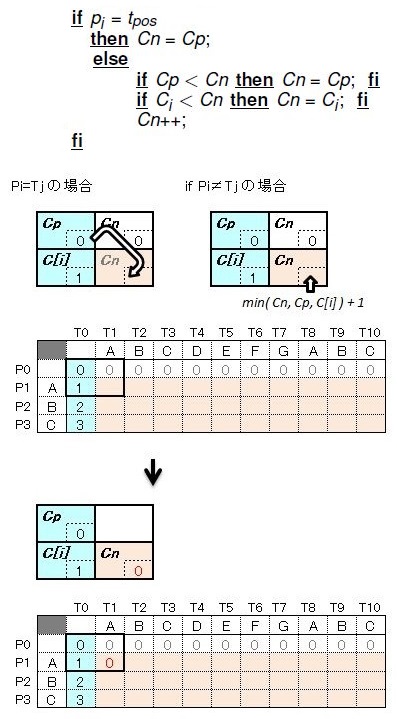 if pi = tpos
then Cn = Cp;
else
if Cp < Cn then Cn = Cp; fi
if Ci < Cn then Cn = Ci; fi
Cn++;
fi
Pi=Tjの場合
if Pi≠Tjの場合
Cp Cn
0 0
C[i] Cn
1
Cp Cn
0 0
C[i] Cn
1
min( Cn, Cp, C[i] ) + 1
T0 T1 T2 T3 T4 T5 T6 T7 T8 T9 T10
A B C D E F G A B C
P0 0 0 0 0 0 0 0 0 0 0 0
P1 A 1
P2 B 2
P3 C 3
Cp
0
C[i] Cn
1 0
T0 T1 T2 T3 T4 T5 T6 T7 T8 T9 T10
A B C D E F G A B C
P0 0 0 0 0 0 0 0 0 0 0 0
P1 A 1 0
P2 B 2
P3 C 3